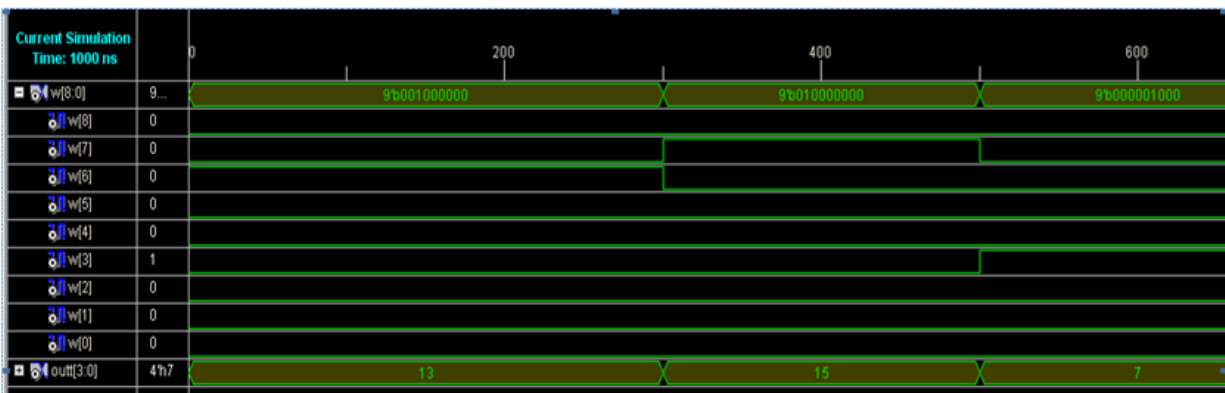 Current Simulation
Time: 1000 ns
0 200 400 600
w[8:0] 9... 9'b001000000 9'b010000000 9'b000001000
w[8] 0
w[7] 0
w[6] 0
w[5] 0
w[4] 0
w[3] 1
w[2] 0
w[1] 0
w[0] 0
outt[3:0] 4'h7 13 15 7